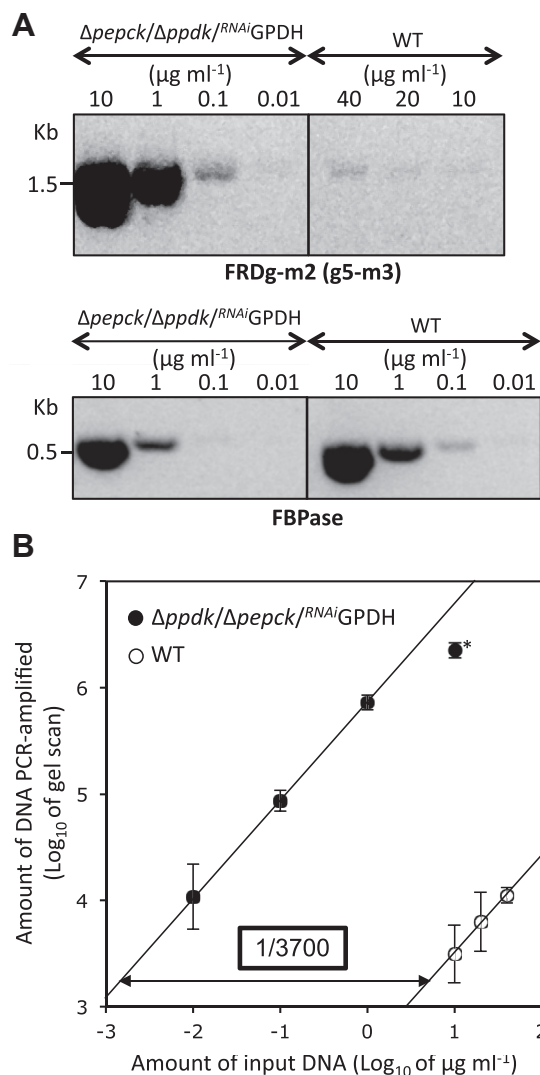 A
Δpepck/Δppdk/RNAiGPDH WT
(µg ml-1) (µg ml-1)
10 1 0.1 0.01 40 20 10
Kb
1.5
FRDg-m2 (g5-m3)
Δpepck/Δppdk/RNAiGPDH WT
(µg ml-1) (µg ml-1)
10 1 0.1 0.01 10 1 0.1 0.01
Kb
0.5
FBPase
B
7
Δppdk/Δpepck/RNAiGPDH
WT
*
6
5
4
3
1/3700
Amount of DNA PCR-amplified
(Log10 of gel scan)
-3 -2 -1 0 1 2
Amount of input DNA (Log10 of µg ml-1)